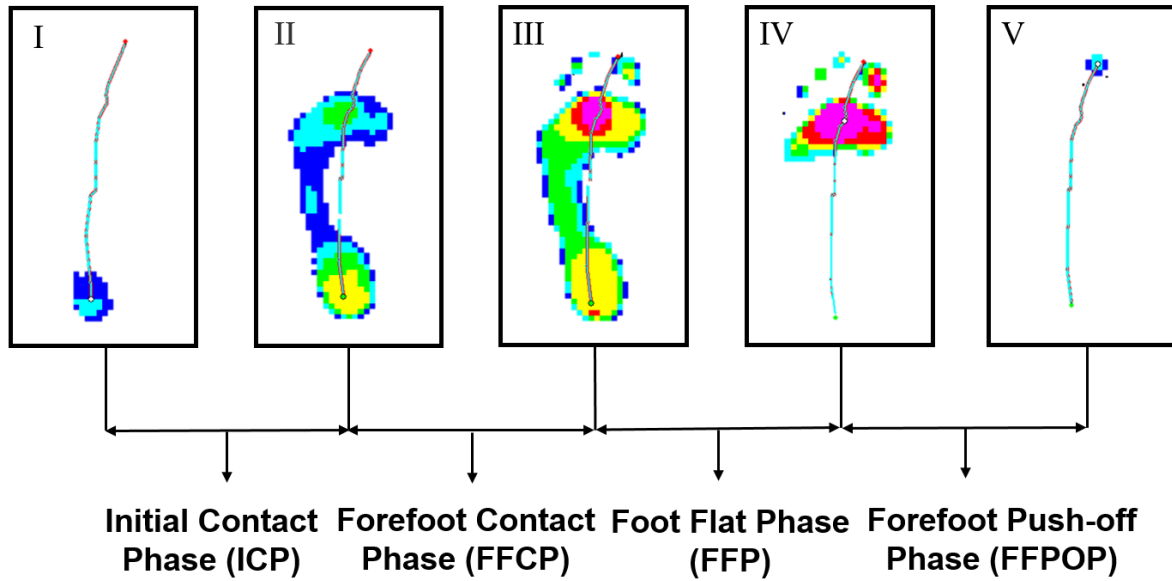 I
II
III
IV
V
Initial Contact
Phase (ICP)
Forefoot Contact
Phase (FFCP)
Foot Flat Phase
(FFP)
Forefoot Push-off
Phase (FFPOP)